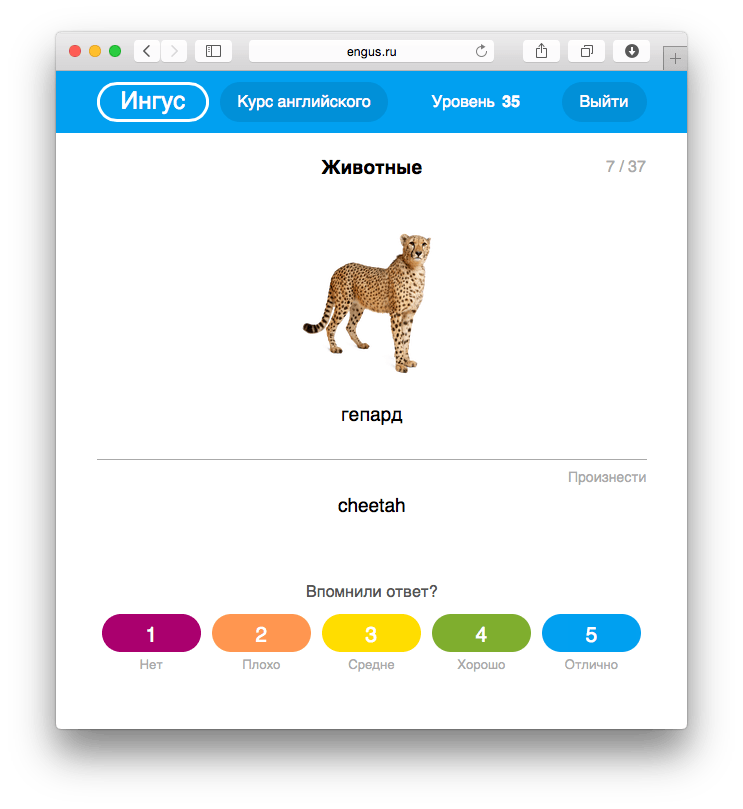 engus.ru
Ингус Курс английского Уровень 35 Выйти
Животные 7 / 37
гепард
Произнести
cheetah
Впомнили ответ?
1 2 3 4 5
Нет Плохо Средне Хорошо Отлично